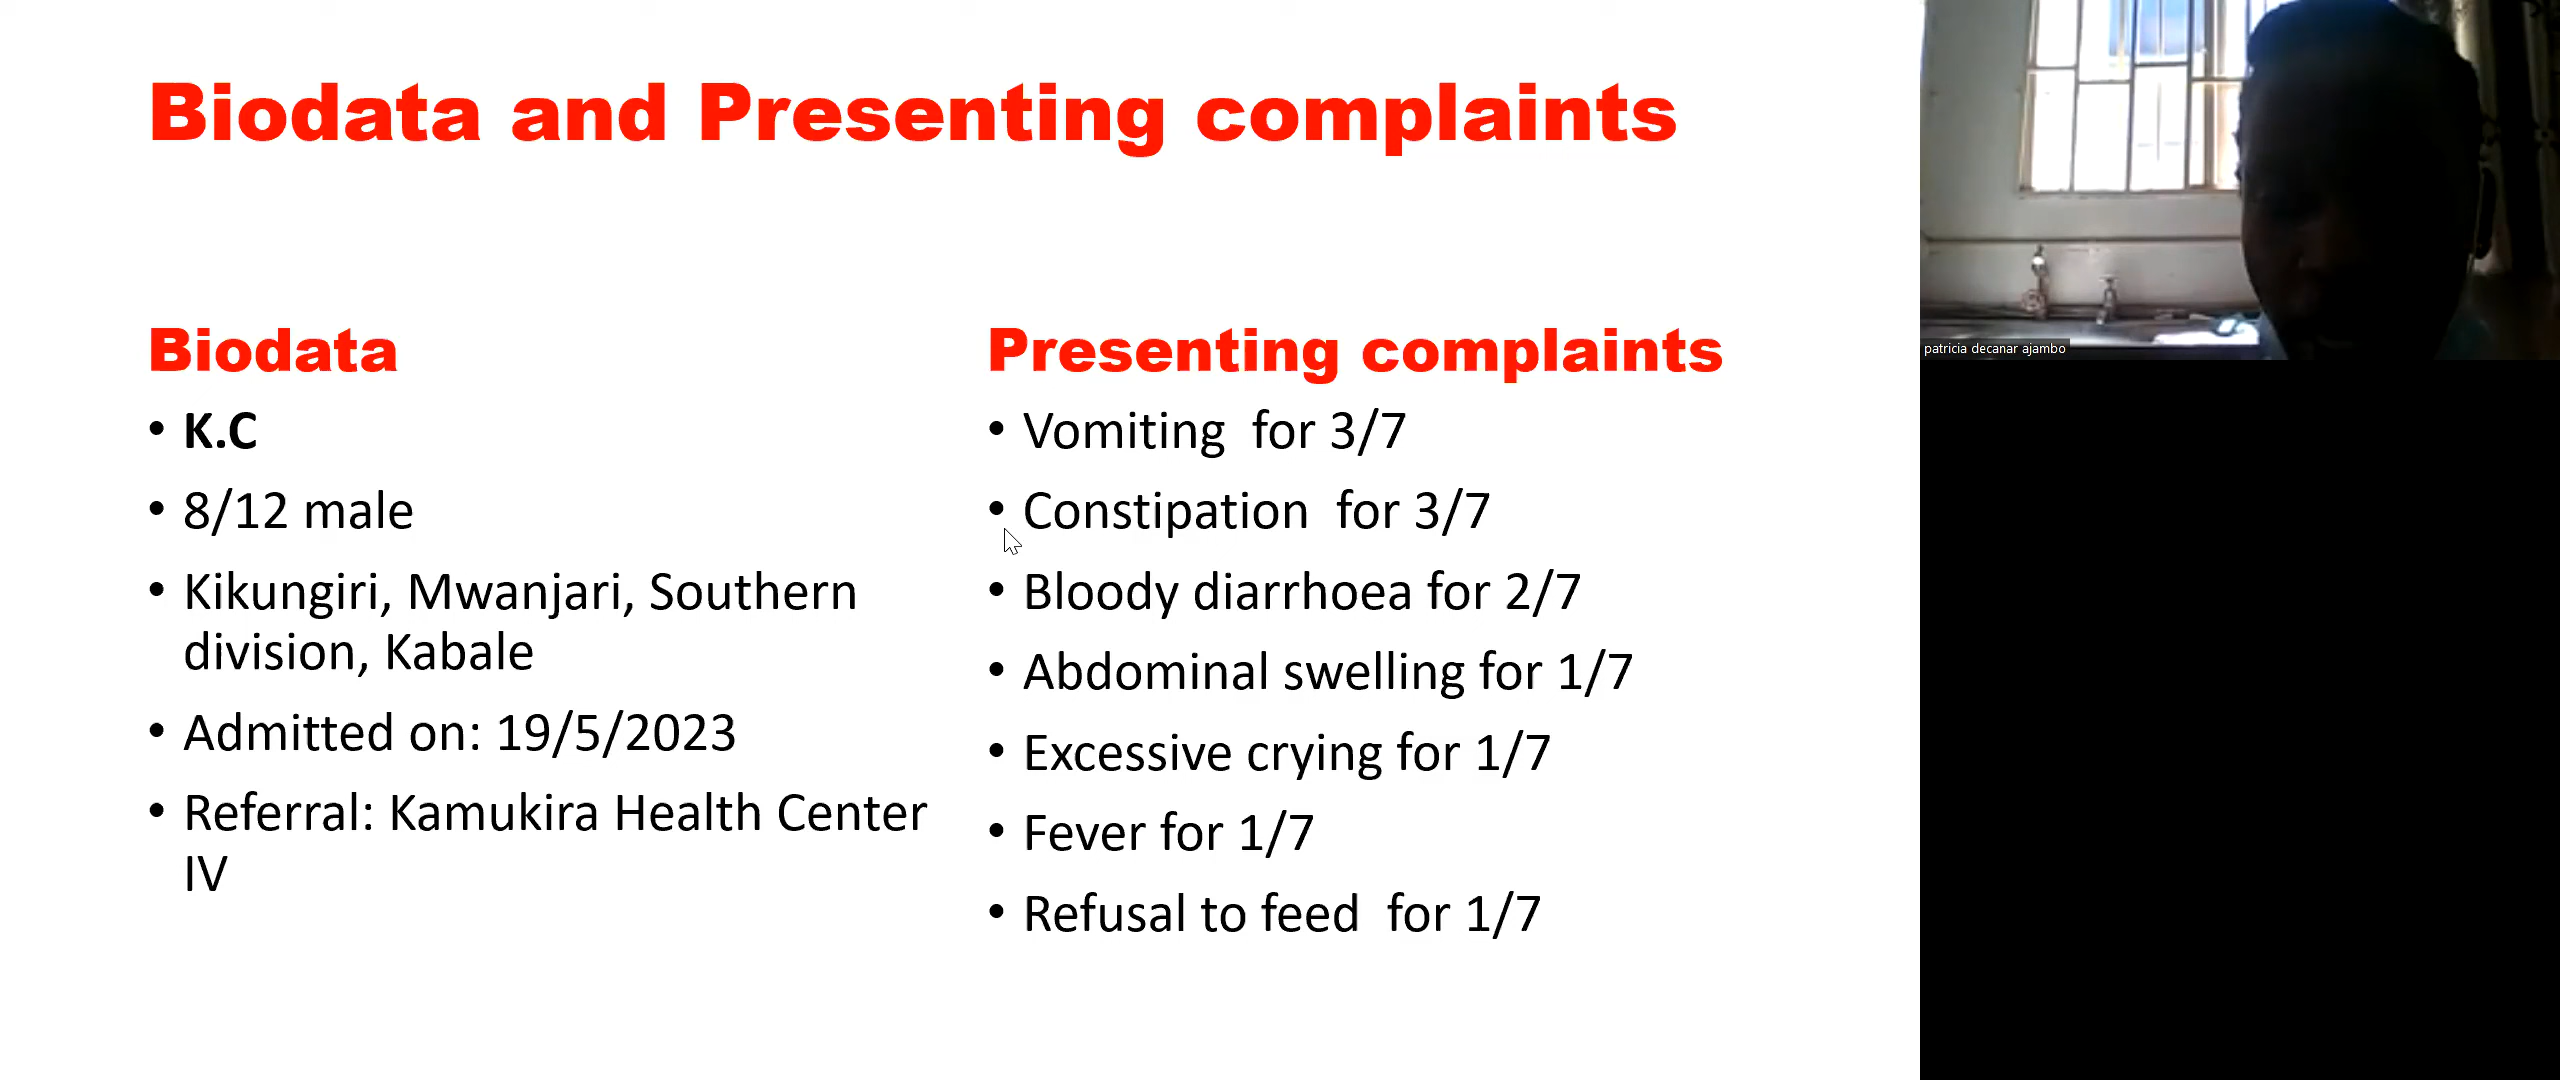 Biodata and Presenting complaints
Biodata
• K.C
• 8/12 male
• Kikungiri, Mwanjari, Southern
division, Kabale
• Admitted on: 19/5/2023
• Referral: Kamukira Health Center
IV
Presenting complaints
• Vomiting for 3/7
• Constipation for 3/7
• Bloody diarrhoea for 2/7
• Abdominal swelling for 1/7
• Excessive crying for 1/7
• Fever for 1/7
• Refusal to feed for 1/7
patricia decanar ajambo